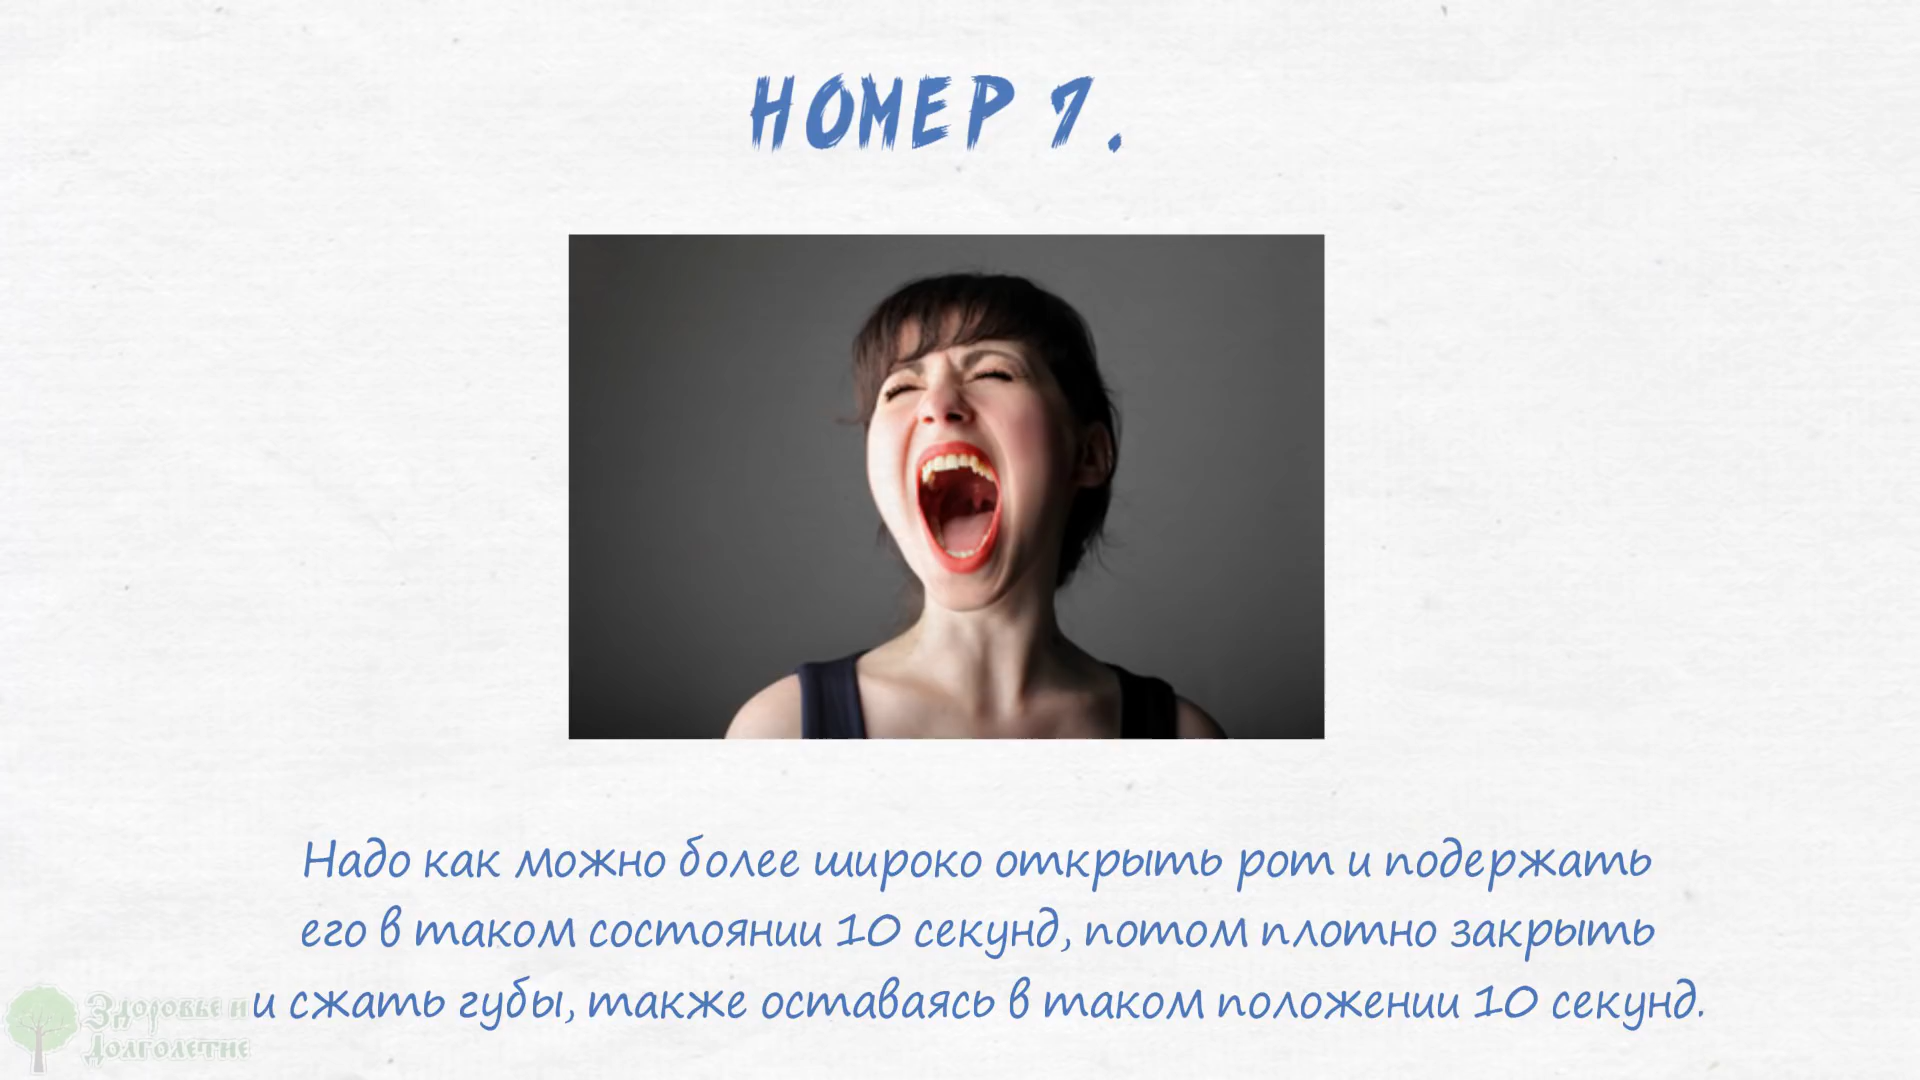 НОМЕР 7.
Надо как можно более широко открыть рот и подержать
его в таком состоянии 10 секунд, потом плотно закрыть
и сжать губы, также оставаясь в таком положении 10 секунд.
Здоровье и
Долголетие